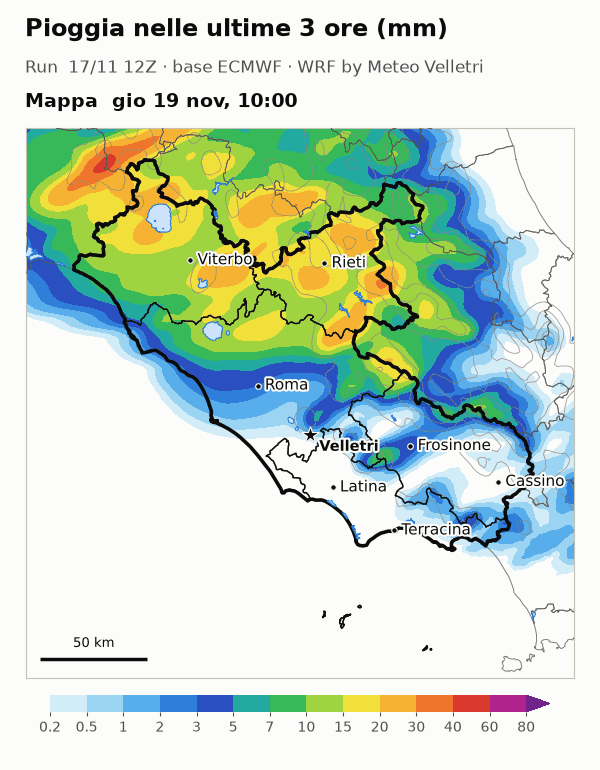 Pioggia nelle ultime 3 ore (mm)
Run  17/11 12Z · base ECMWF · WRF by Meteo Velletri
Mappa  gio 19 nov, 10:00
Viterbo
Rieti
Roma
Velletri
Frosinone
Cassino
Latina
Terracina
50 km
0.2 0.5 1 2 3 5 7 10 15 20 30 40 60 80